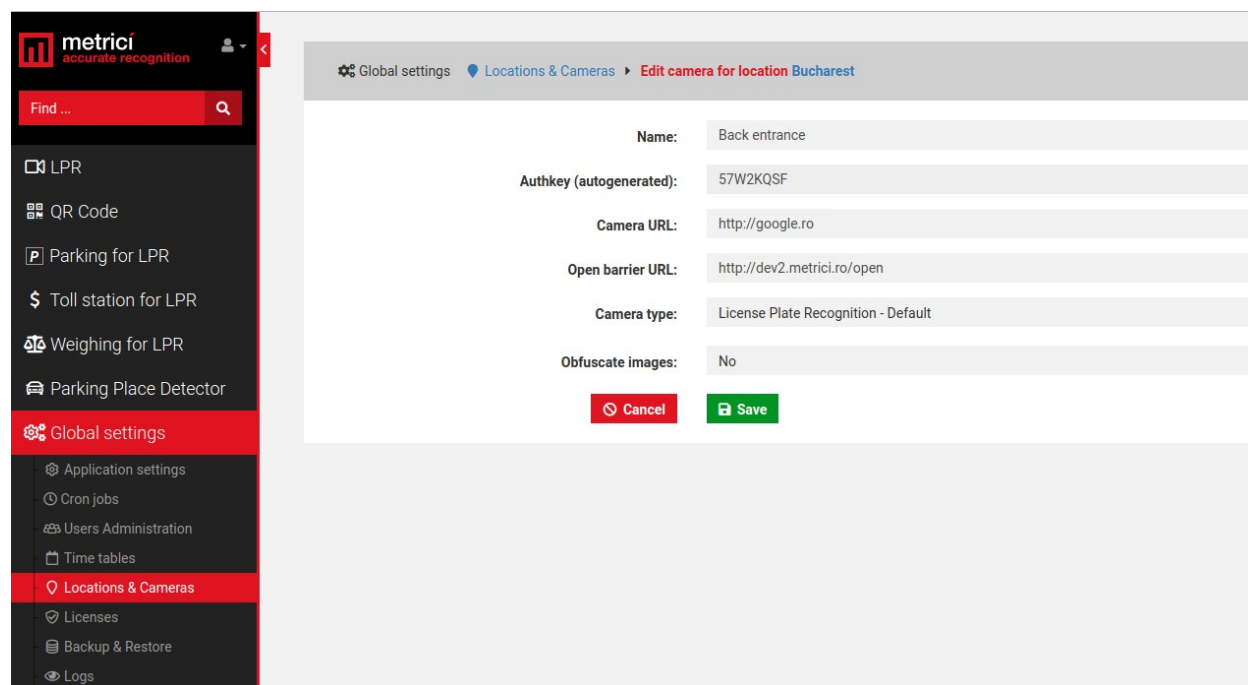 metrici
accurate recognition
Find ...
LPR
QR Code
P Parking for LPR
$ Toll station for LPR
Weighing for LPR
Parking Place Detector
Global settings
Application settings
Cron jobs
Users Administration
Time tables
Locations & Cameras
Licenses
Backup & Restore
Logs
Global settings Locations & Cameras Edit camera for location Bucharest
Name: Back entrance
Authkey (autogenerated): 57W2KQSF
Camera URL: http://google.ro
Open barrier URL: http://dev2.metrici.ro/open
Camera type: License Plate Recognition - Default
Obfuscate images: No
Cancel Save